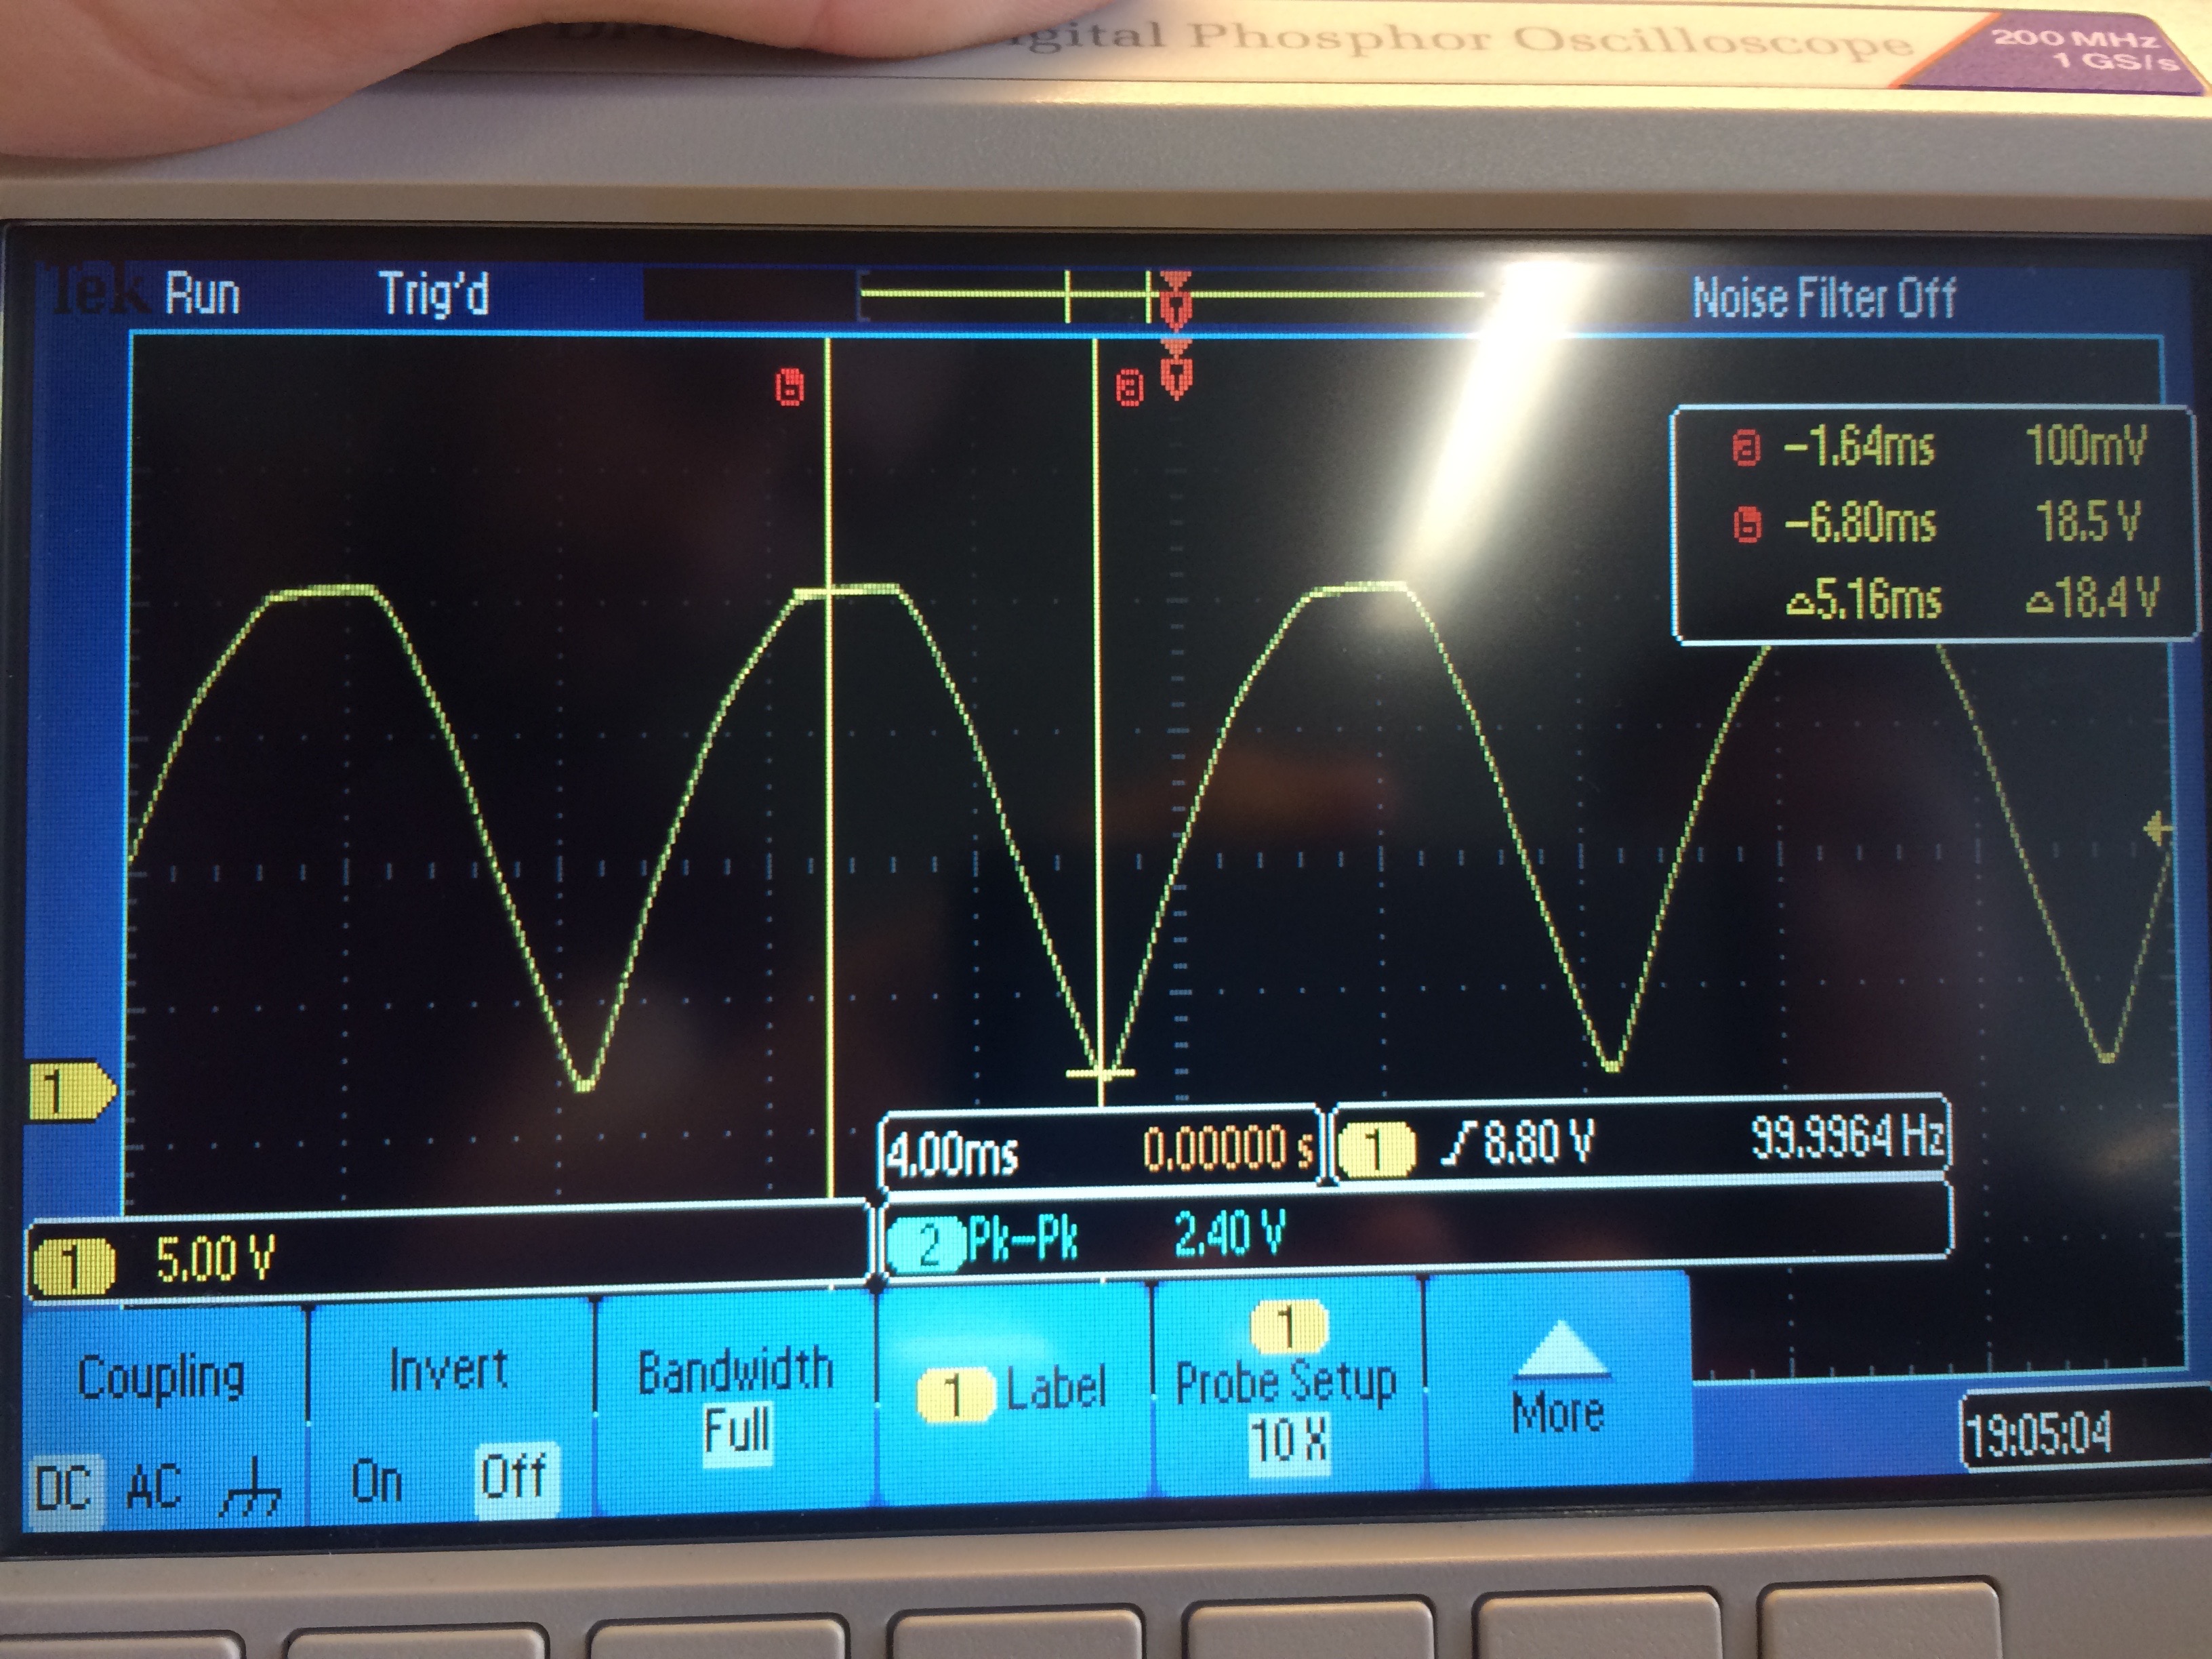 Digital Phosphor Oscilloscope
200 MHz
1 GS/s
Tek Run Trig'd Noise Filter Off
b a
a -1.64ms 100mV
b -6.80ms 18.5 V
△5.16ms △18.4 V
1
4.00ms 0.00000 s 1 8.80 V 99.9964 Hz
1 5.00 V 2 Pk-Pk 2.40 V
Coupling
DC AC
Invert
On Off
Bandwidth
Full
1 Label
1
Probe Setup
10 X
More
19:05:04